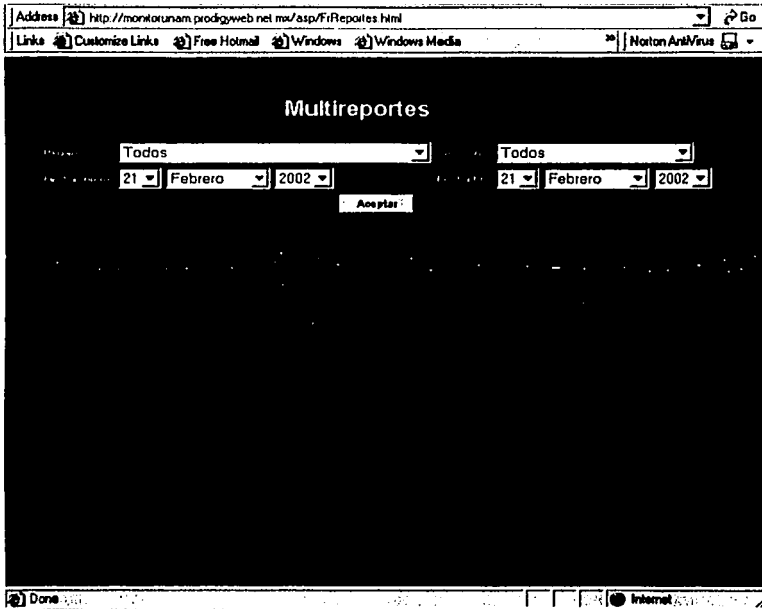 Address http://monitorunam.prodigyweb.net.mx/asp/FrReportes.html Go
Links Customize Links Free Hotmail Windows Windows Media » Norton AntiVirus
Multireportes
Todos Todos
21 Febrero 2002 21 Febrero 2002
Aceptar
Done Internet